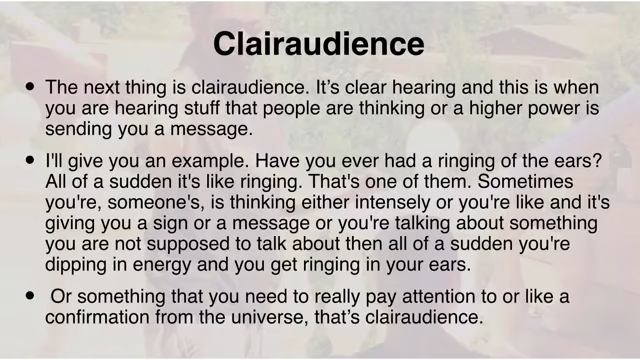 Clairaudience
• The next thing is clairaudience. It’s clear hearing and this is when
you are hearing stuff that people are thinking or a higher power is
sending you a message.
• I'll give you an example. Have you ever had a ringing of the ears?
All of a sudden it's like ringing. That's one of them. Sometimes
you're, someone's, is thinking either intensely or you're like and it's
giving you a sign or a message or you're talking about something
you are not supposed to talk about then all of a sudden you're
dipping in energy and you get ringing in your ears.
• Or something that you need to really pay attention to or like a
confirmation from the universe, that’s clairaudience.